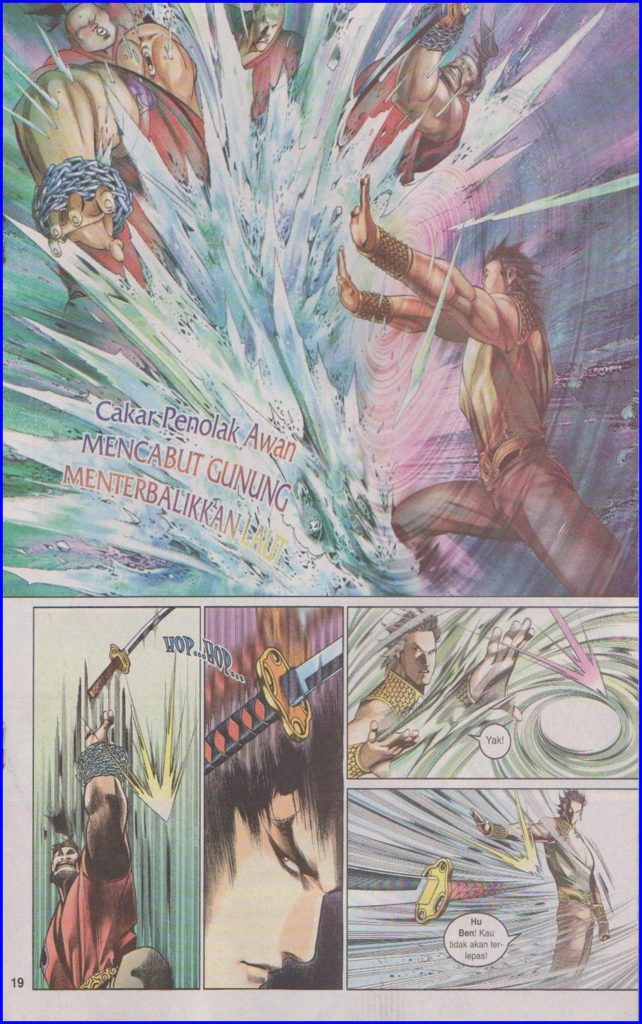 Cakar Penolak Awan
MENCABUT GUNUNG
MENTERBALIKKAN LAUT
HOP...HOP...
Yak!
Hu
Ben! Kau
tidak akan ter-
lepas!
19